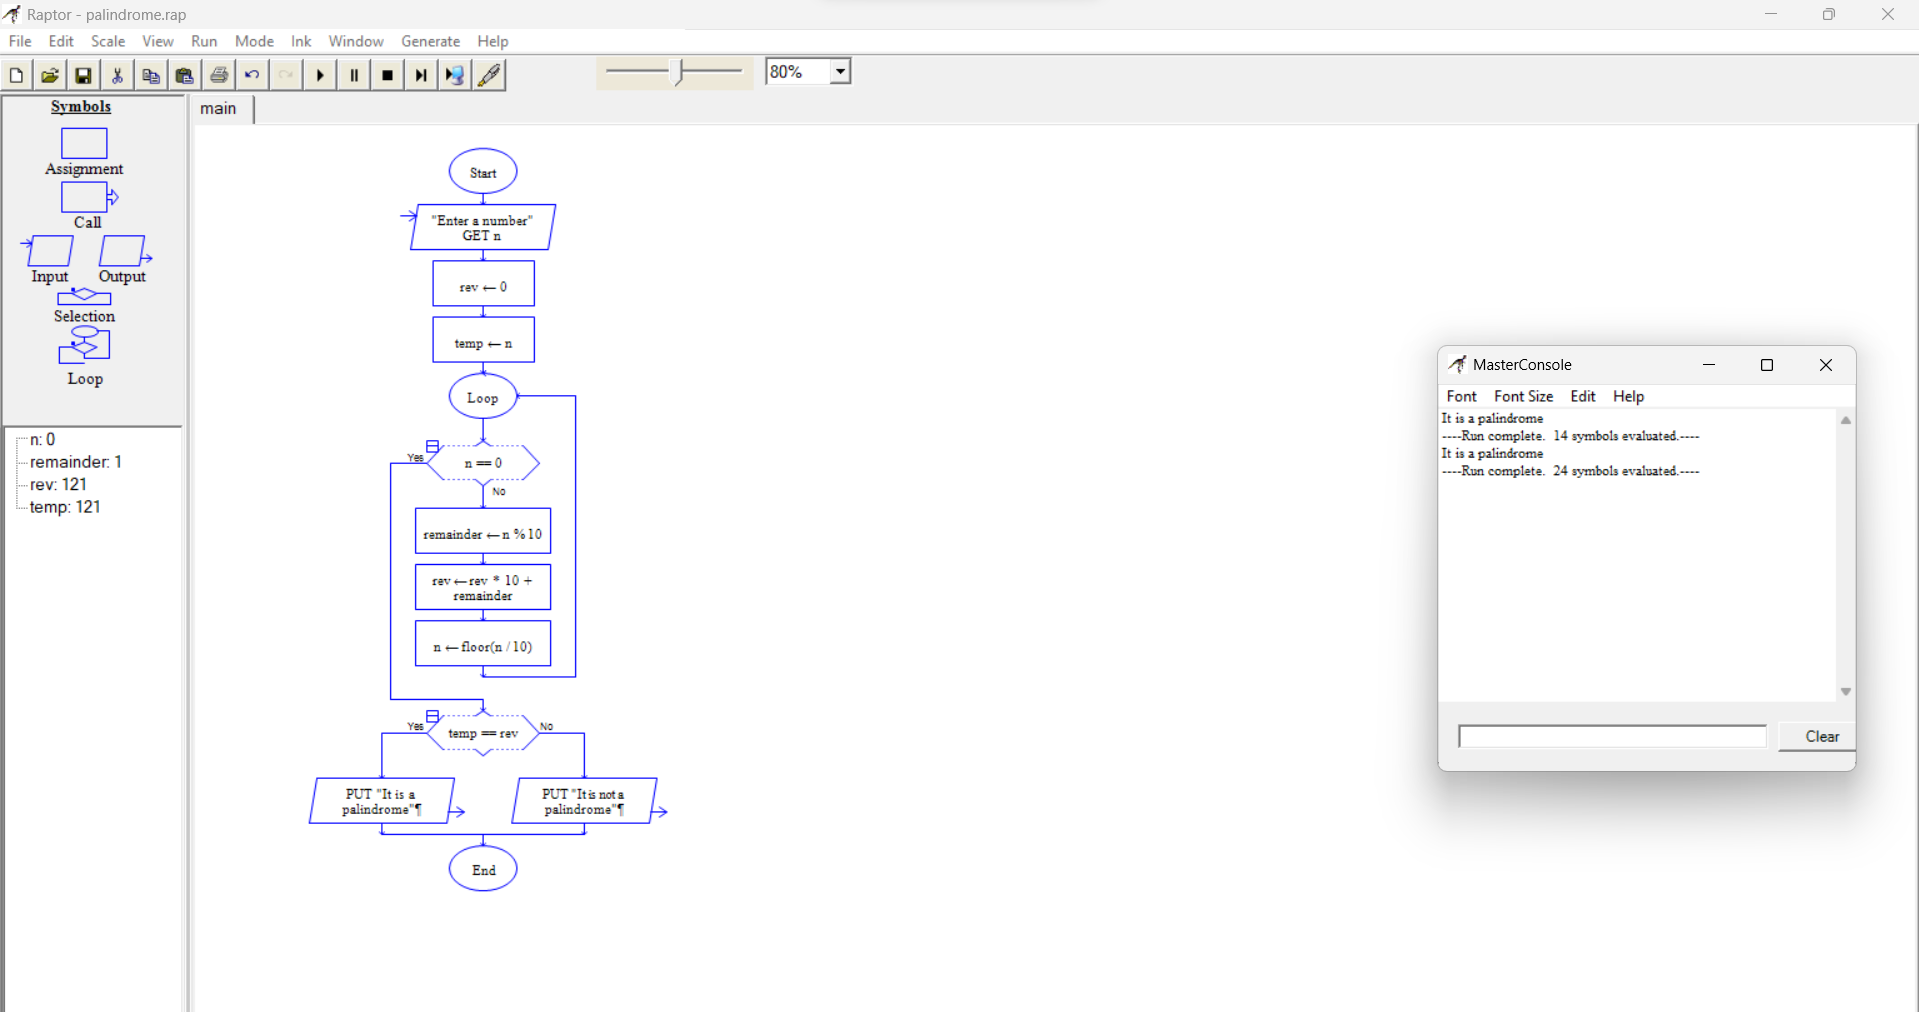 Raptor - palindrome.rap
File Edit Scale View Run Mode Ink Window Generate Help
80%
Symbols
Assignment
Call
Input Output
Selection
Loop
n: 0
remainder: 1
rev: 121
temp: 121
main
Start
"Enter a number"
GET n
rev ← 0
temp ← n
Loop
Yes
n == 0
No
remainder ← n % 10
rev ← rev * 10 +
remainder
n ← floor(n / 10)
Yes
temp == rev
No
PUT "It is a
palindrome"¶
PUT "It is not a
palindrome"¶
End
MasterConsole
Font Font Size Edit Help
It is a palindrome
----Run complete. 14 symbols evaluated.----
It is a palindrome
----Run complete. 24 symbols evaluated.----
Clear